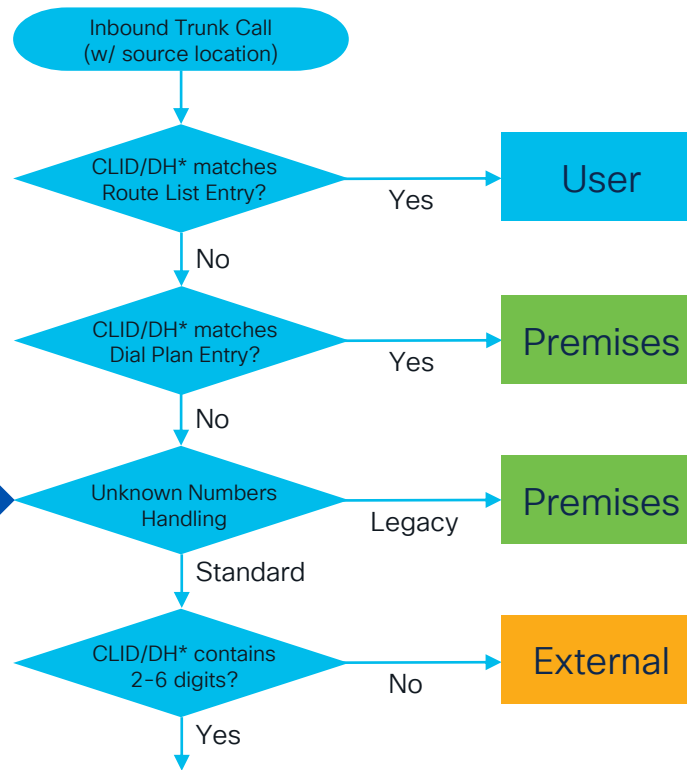 Inbound Trunk Call
(w/ source location)
CLID/DH* matches
Route List Entry?
Yes
User
No
CLID/DH* matches
Dial Plan Entry?
Yes
Premises
No
Unknown Numbers
Handling
Legacy
Premises
Standard
CLID/DH* contains
2-6 digits?
No
External
Yes